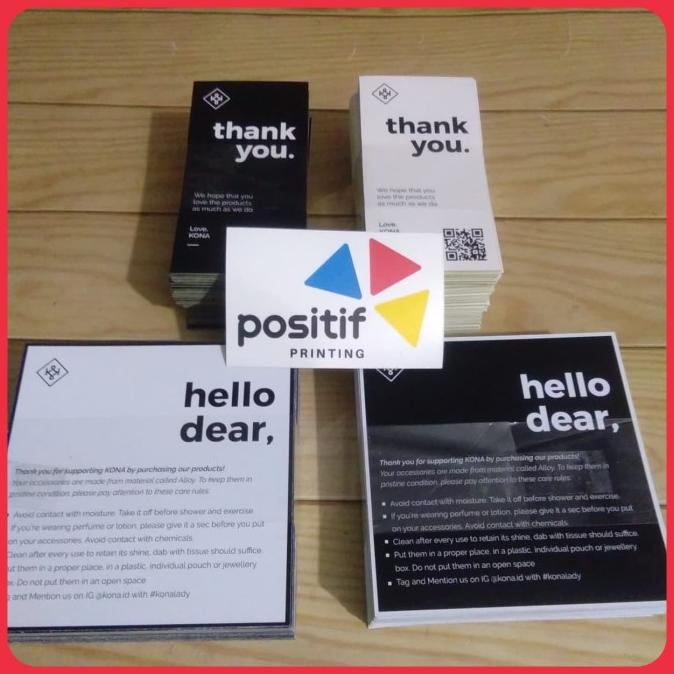 thank
you.
We hope that you
love the products
as much as we do
Love,
KONA
thank
you.
We hope that you
love the products
as much as we do
Love,
KONA
positif
PRINTING
hello
dear,
Thank you for supporting KONA by purchasing our products!
Your accessories are made from material called Alloy. To keep them in
pristine condition, please pay attention to these care rules:
Avoid contact with moisture. Take it off before shower and exercise.
If you're wearing perfume or lotion, please give it a sec before you put
on your accessories. Avoid contact with chemicals.
Clean after every use to retain its shine, dab with tissue should suffice.
put them in a proper place, in a plastic, individual pouch or jewellery
box. Do not put them in an open space
and Mention us on IG @kona.id with #konalady
hello
dear,
Thank you for supporting KONA by purchasing our products!
Your accessories are made from material called Alloy. To keep them in
pristine condition, please pay attention to these care rules:
Avoid contact with moisture. Take it off before shower and exercise.
If you're wearing perfume or lotion, please give it a sec before you put
on your accessories. Avoid contact with chemicals.
Clean after every use to retain its shine, dab with tissue should suffice.
Put them in a proper place, in a plastic, individual pouch or jewellery
box. Do not put them in an open space
Tag and Mention us on IG @kona.id with #konalady